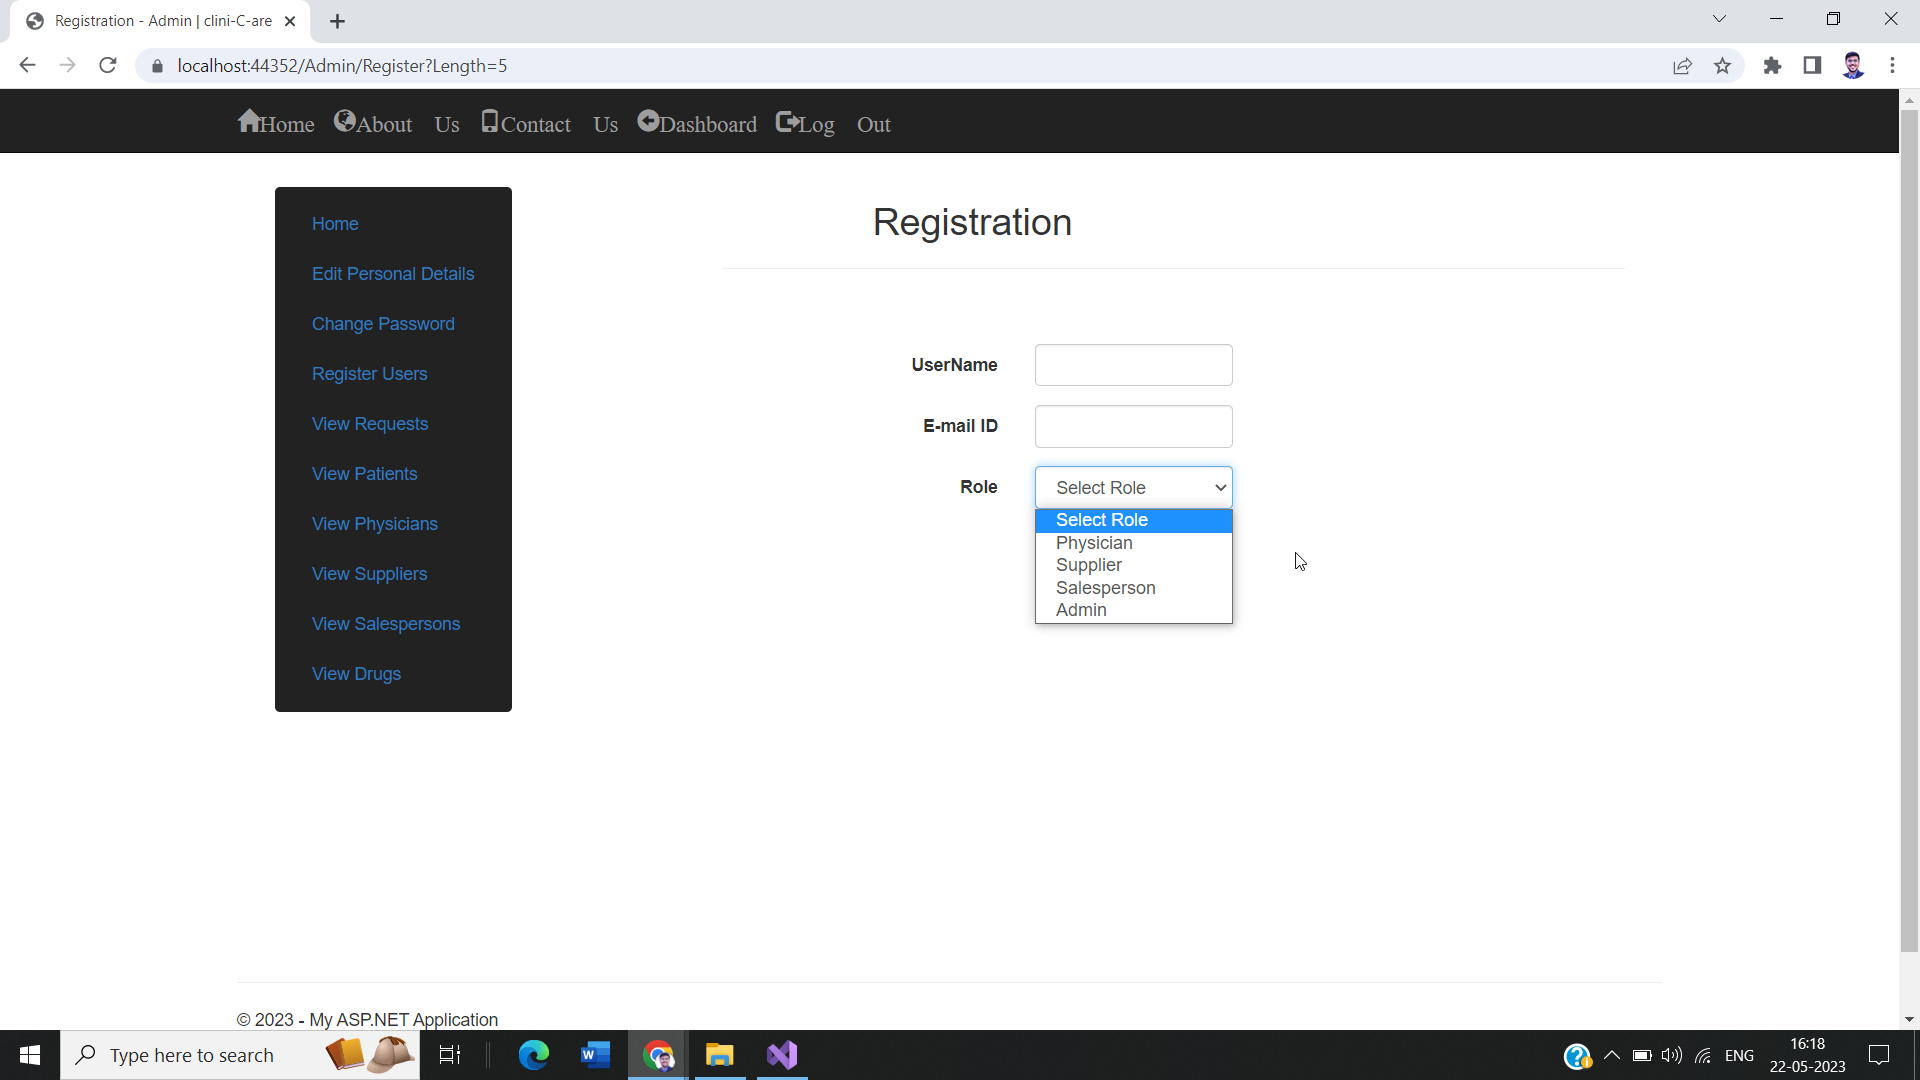 Registration - Admin | clini-C-are
localhost:44352/Admin/Register?Length=5
Home About Us Contact Us Dashboard Log Out
Home
Edit Personal Details
Change Password
Register Users
View Requests
View Patients
View Physicians
View Suppliers
View Salespersons
View Drugs
Registration
UserName
E-mail ID
Role
Select Role
Select Role
Physician
Supplier
Salesperson
Admin
© 2023 - My ASP.NET Application
Type here to search
ENG
16:18
22-05-2023